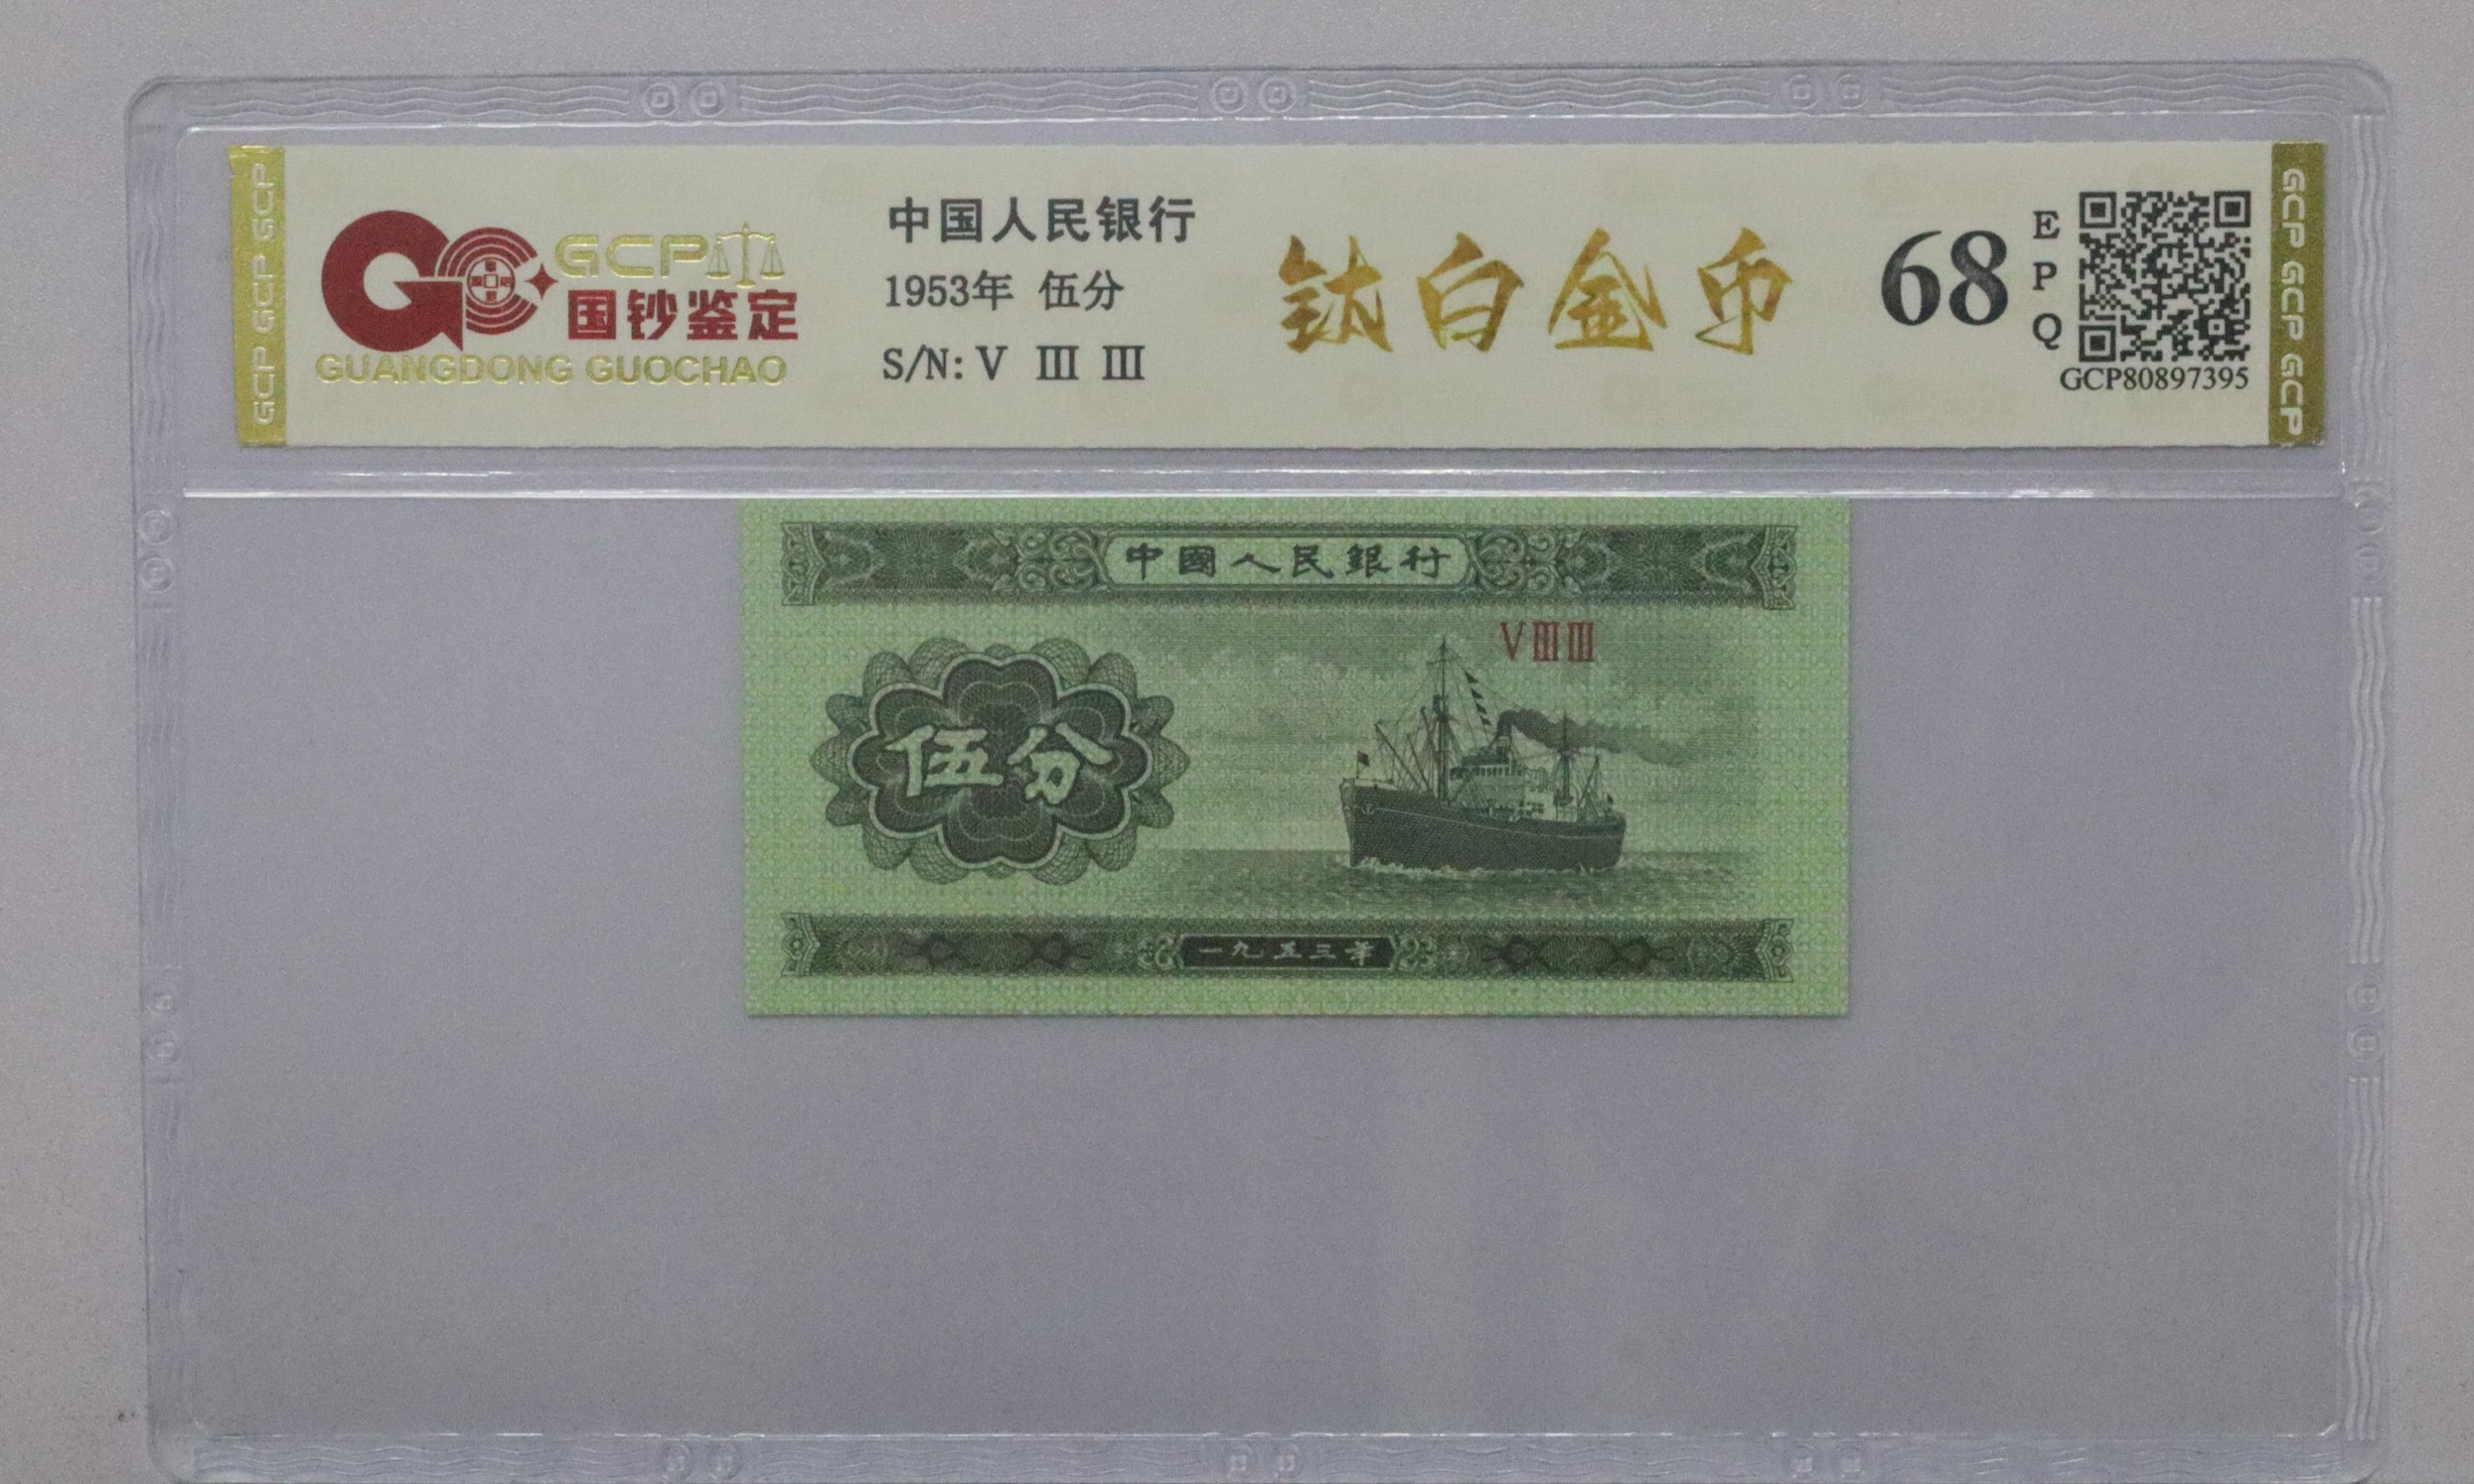 GCP GCP GCP
GCP
国钞鉴定
GUANGDONG GUOCHAO
中国人民银行
1953年 伍分
S/N: V III III
钛白金币
68
E
P
Q
GCP80897395
GCP GCP GCP
中國人民銀行
V III III
伍分
一九五三年